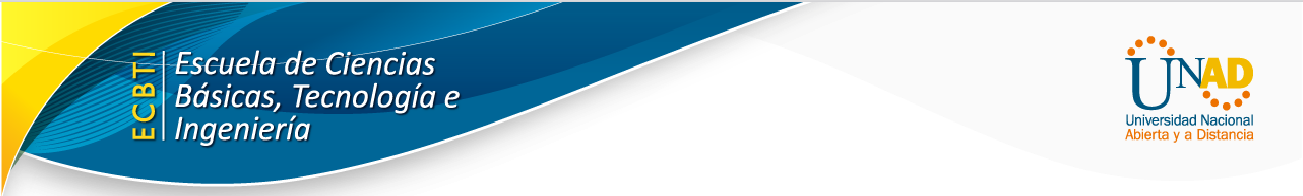 ECBTI
Escuela de Ciencias
Básicas, Tecnología e
Ingeniería
UNAD
Universidad Nacional
Abierta y a Distancia